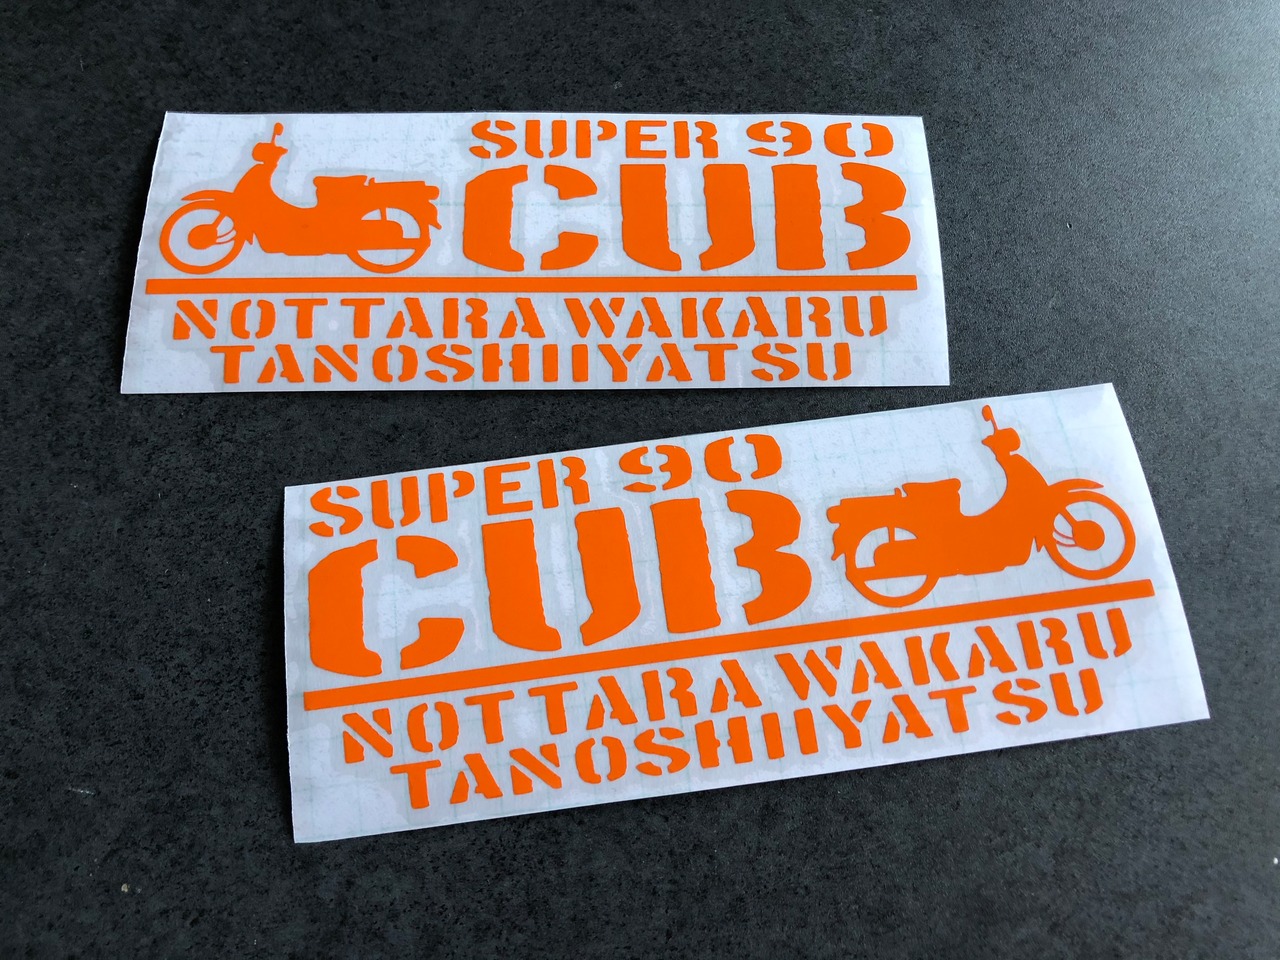 SUPER 90
CUB
NOTTARA WAKARU
TANOSHIIYATSU
SUPER 90
CUB
NOTTARA WAKARU
TANOSHIIYATSU